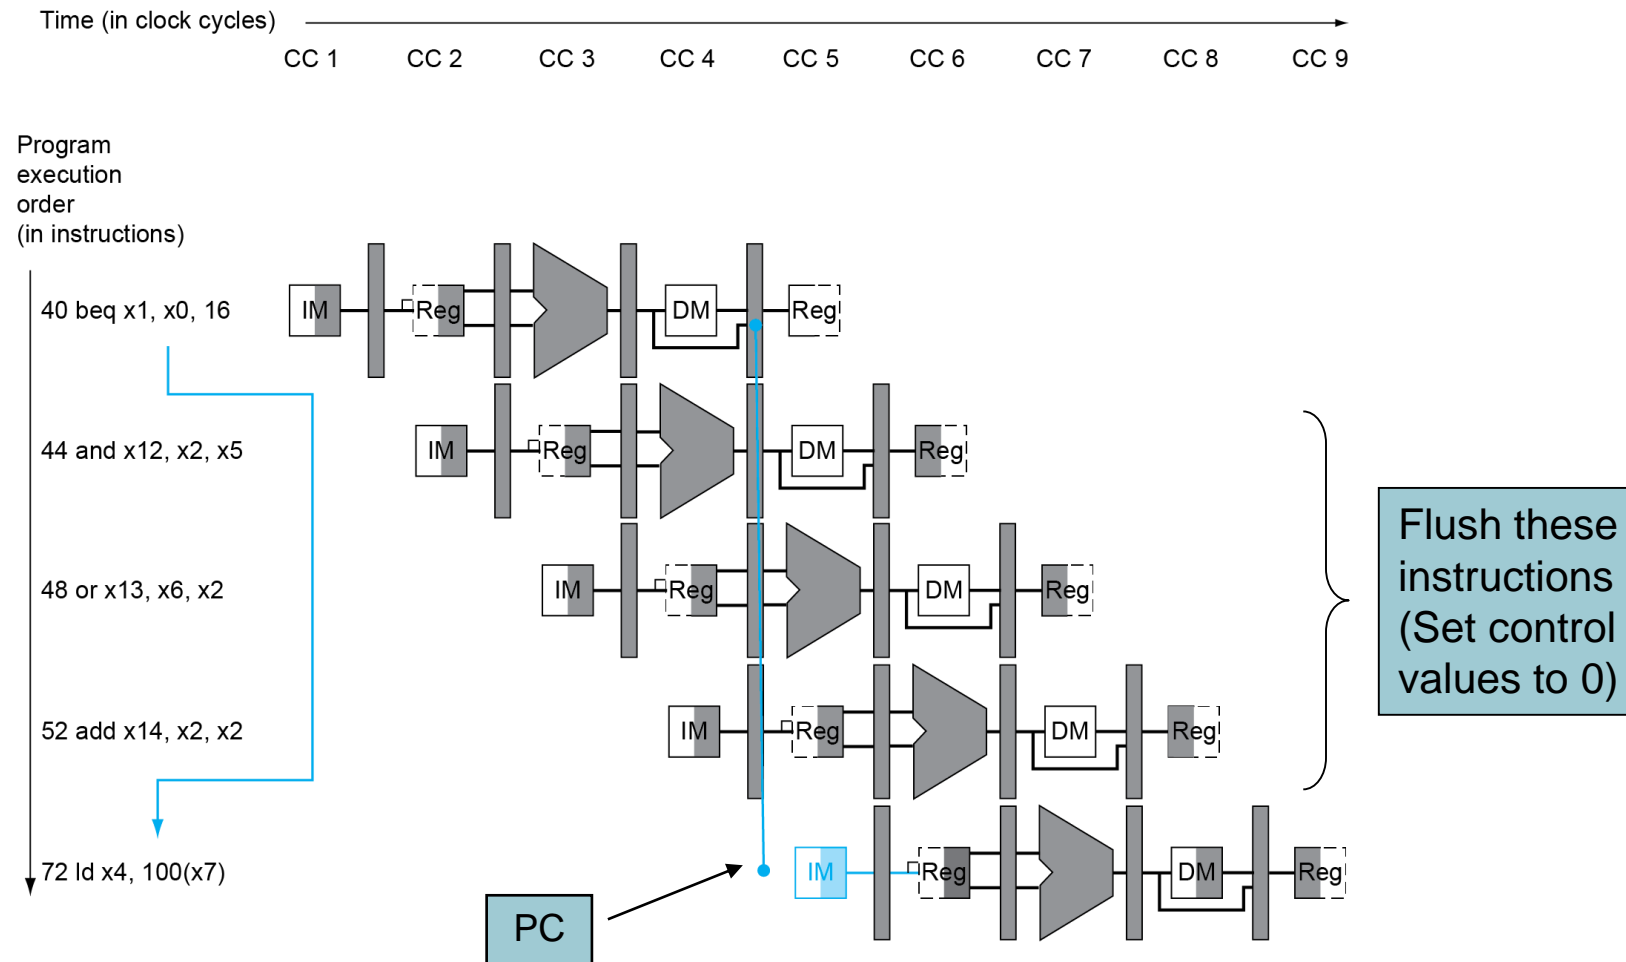 Time (in clock cycles)
CC 1 CC 2 CC 3 CC 4 CC 5 CC 6 CC 7 CC 8 CC 9
Program
execution
order
(in instructions)
40 beq x1, x0, 16
IM Reg DM Reg
44 and x12, x2, x5
IM Reg DM Reg
48 or x13, x6, x2
IM Reg DM Reg
52 add x14, x2, x2
IM Reg DM Reg
72 ld x4, 100(x7)
IM Reg DM Reg
Flush these
instructions
(Set control
values to 0)
PC